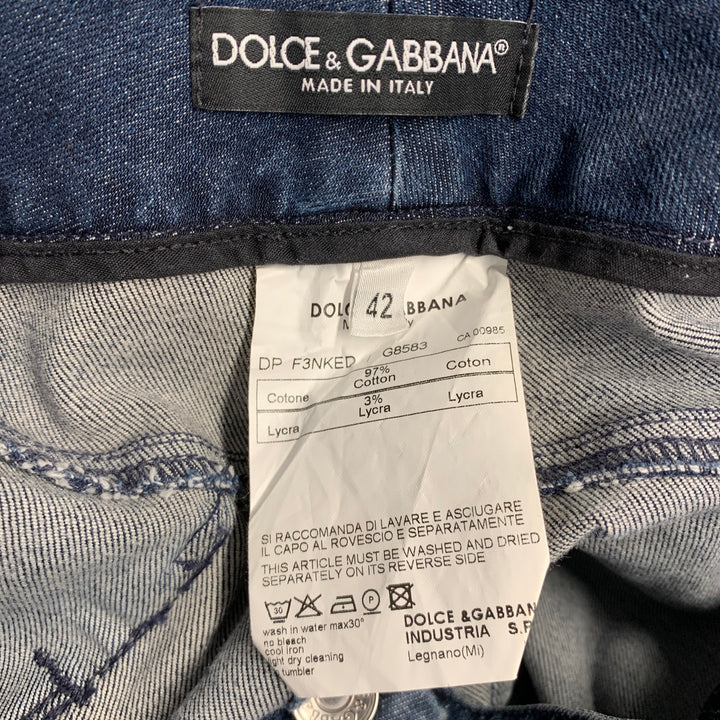 DOLCE & GABBANA®
MADE IN ITALY
42
DP F3NKED G8583 CA 00985
Cotone 97% Cotton Coton
Lycra 3% Lycra Lycra
SI RACCOMANDA DI LAVARE E ASCIUGARE
IL CAPO AL ROVESCIO E SEPARATAMENTE
THIS ARTICLE MUST BE WASHED AND DRIED
SEPARATELY ON ITS REVERSE SIDE
30 P
wash in water max30°
no bleach
cool iron
light dry cleaning
tumbler
DOLCE & GABBAN
INDUSTRIA S.P
Legnano(Mi)